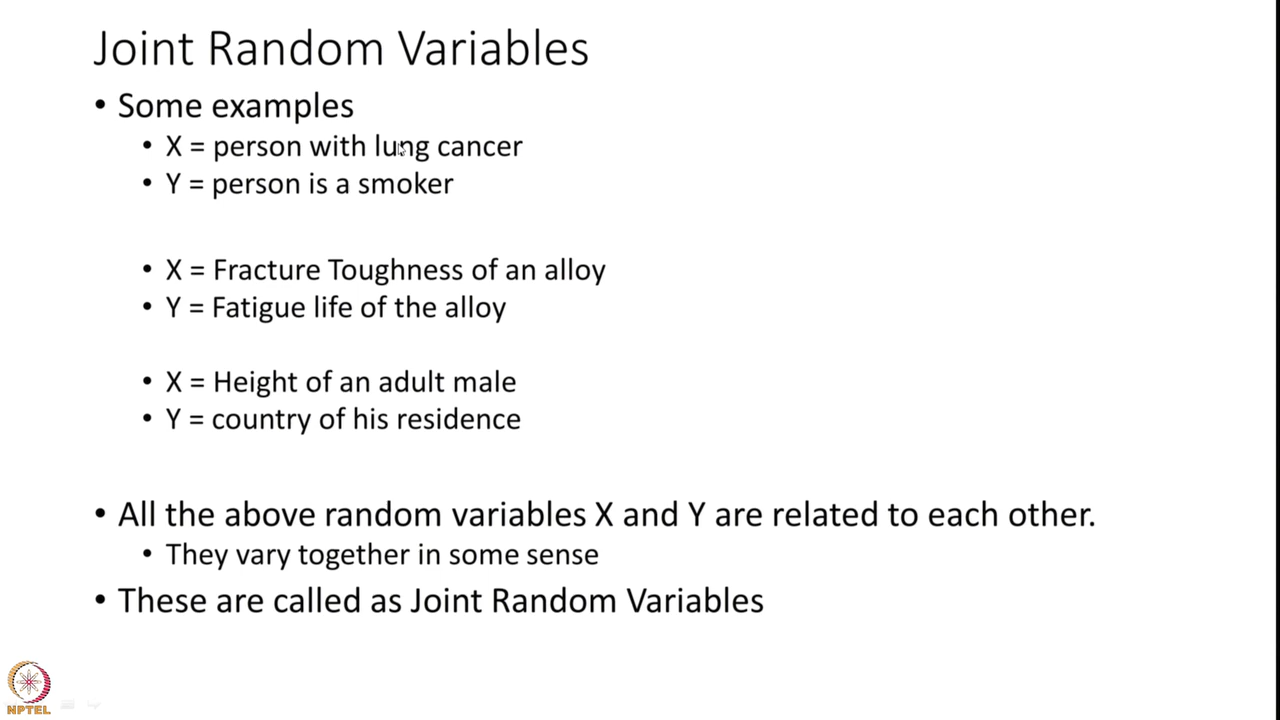 Joint Random Variables
• Some examples
• X = person with lung cancer
• Y = person is a smoker
• X = Fracture Toughness of an alloy
• Y = Fatigue life of the alloy
• X = Height of an adult male
• Y = country of his residence
• All the above random variables X and Y are related to each other.
• They vary together in some sense
• These are called as Joint Random Variables
NPTEL